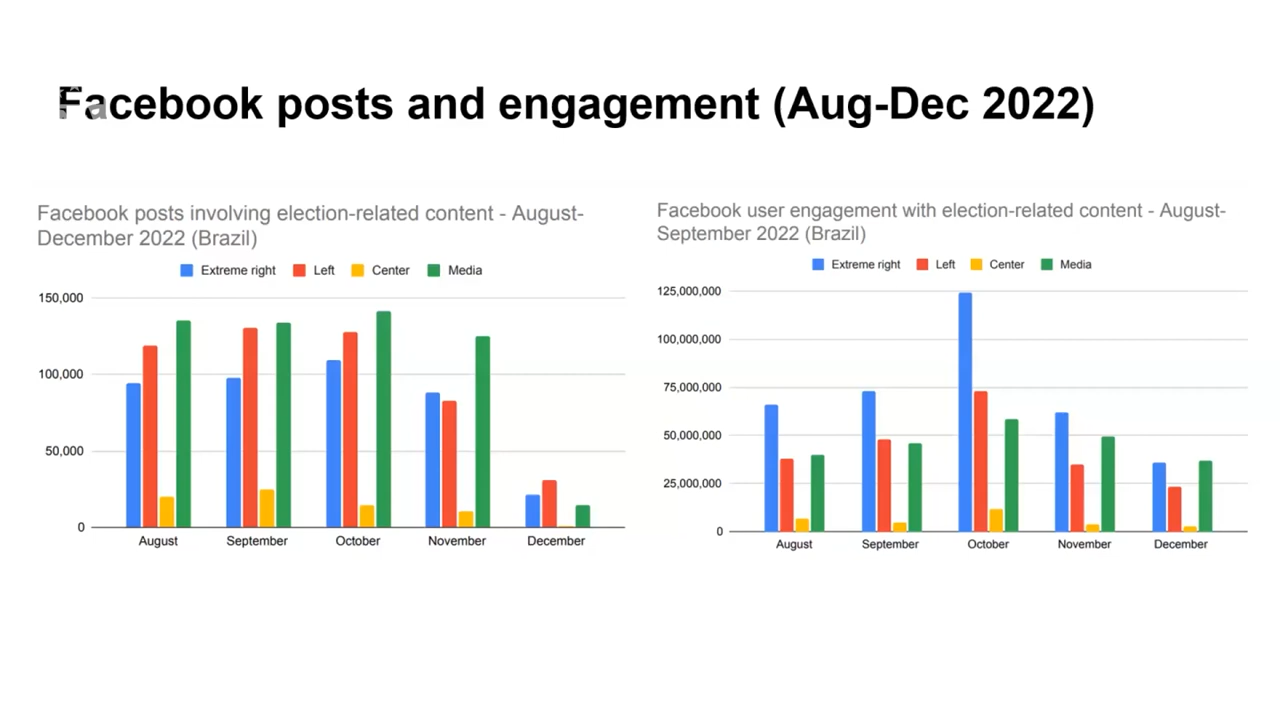 Facebook posts and engagement (Aug-Dec 2022)
Facebook posts involving election-related content - August-
December 2022 (Brazil)
Extreme right Left Center Media
150,000
100,000
50,000
0
August September October November December
Facebook user engagement with election-related content - August-
September 2022 (Brazil)
Extreme right Left Center Media
125,000,000
100,000,000
75,000,000
50,000,000
25,000,000
0
August September October November December